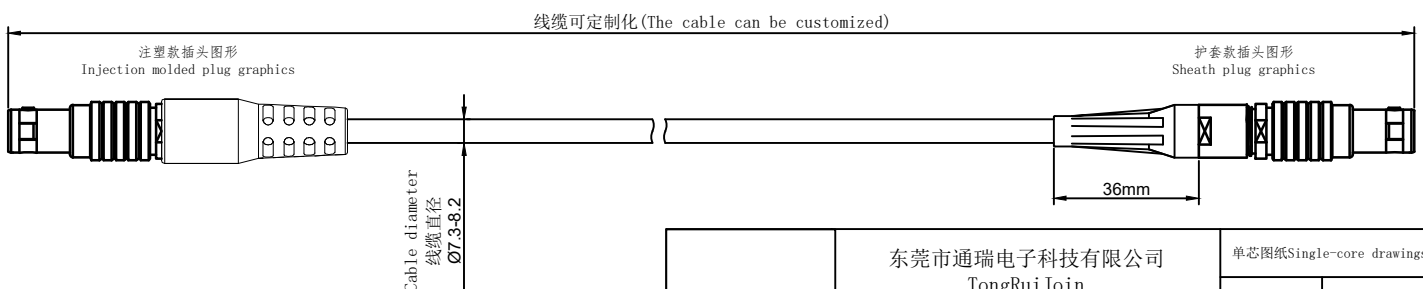 线缆可定制化(The cable can be customized)
注塑款插头图形
Injection molded plug graphics
护套款插头图形
Sheath plug graphics
36mm
Cable diameter
线缆直径
Ø7.3-8.2
东莞市通瑞电子科技有限公司
TongRuiJoin
单芯图纸Single-core drawings